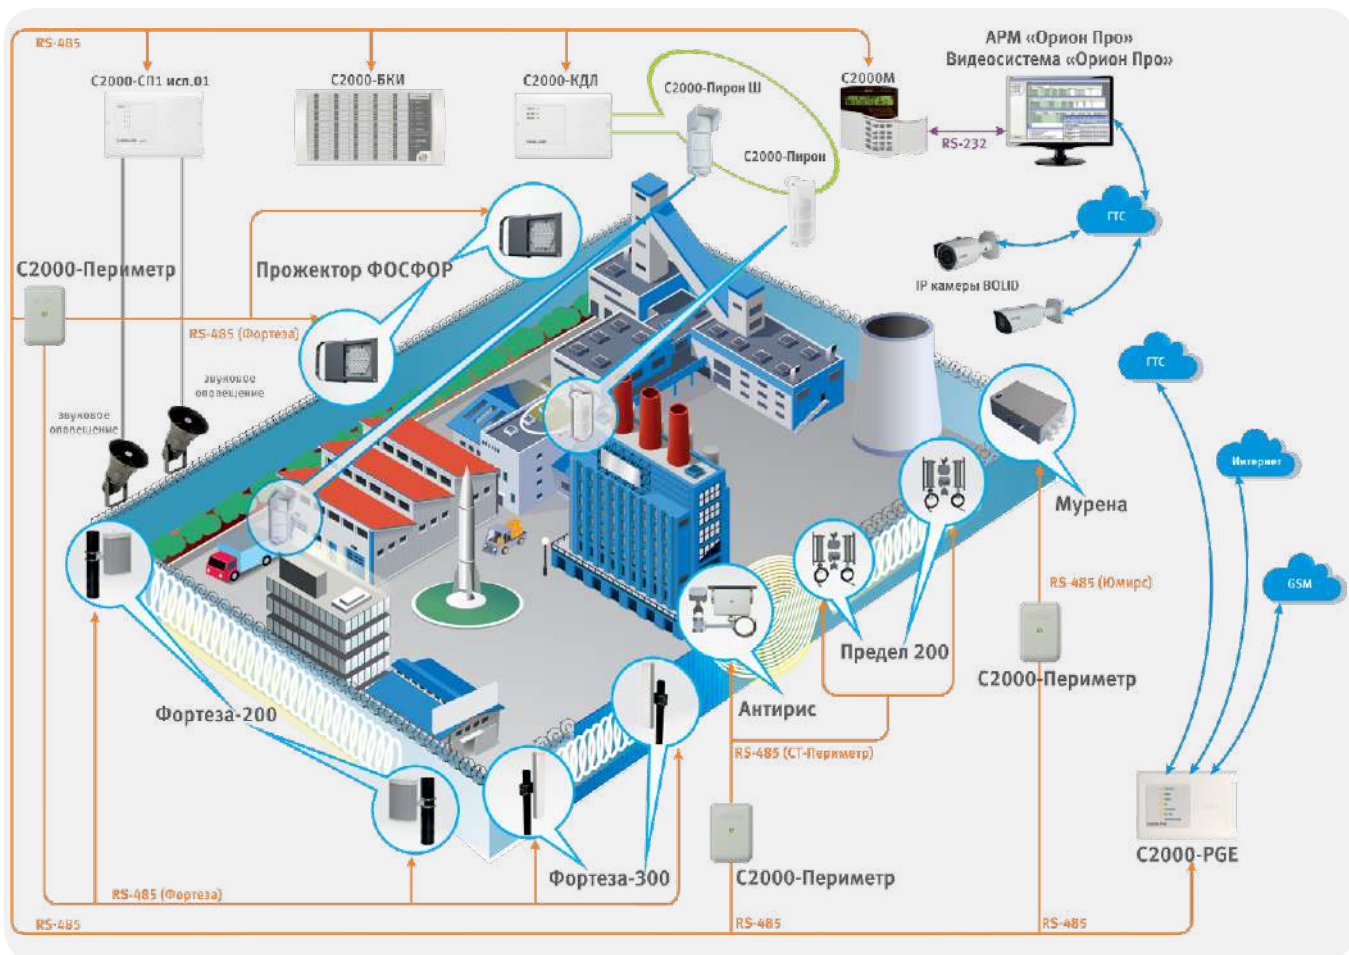 RS-485
С2000-СП1 исп.01
С2000-БКИ
С2000-КДЛ
С2000-Пирон Ш
С2000-Пирон
С2000М
АРМ «Орион Про»
Видеосистема «Орион Про»
RS-232
ГТС
IP камеры BOLID
С2000-Периметр
Прожектор ФОСФОР
RS-485 (Фортеза)
звуковое
оповещение
звуковое
оповещение
ГТС
Интернет
GSM
Мурена
RS-485 (Юмирс)
С2000-Периметр
Предел 200
Антирис
RS-485 (СТ-Периметр)
Фортеза-200
Фортеза-300
С2000-Периметр
С2000-PGE
RS-485 (Фортеза)
RS-485
RS-485
RS-485